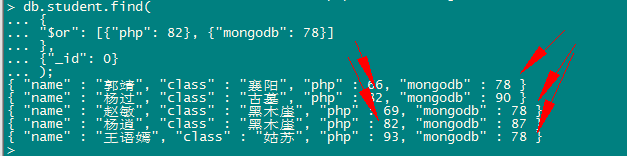 > db.student.find(
... {
... "$or": [{"php": 82}, {"mongodb": 78}]
... },
... {"_id": 0}
... );
{ "name" : "郭靖", "class" : "襄阳", "php" : 66, "mongodb" : 78 }
{ "name" : "杨过", "class" : "古墓", "php" : 82, "mongodb" : 90 }
{ "name" : "赵敏", "class" : "黑木崖", "php" : 69, "mongodb" : 78 }
{ "name" : "杨逍", "class" : "黑木崖", "php" : 82, "mongodb" : 87 }
{ "name" : "王语嫣", "class" : "姑苏", "php" : 93, "mongodb" : 78 }
>